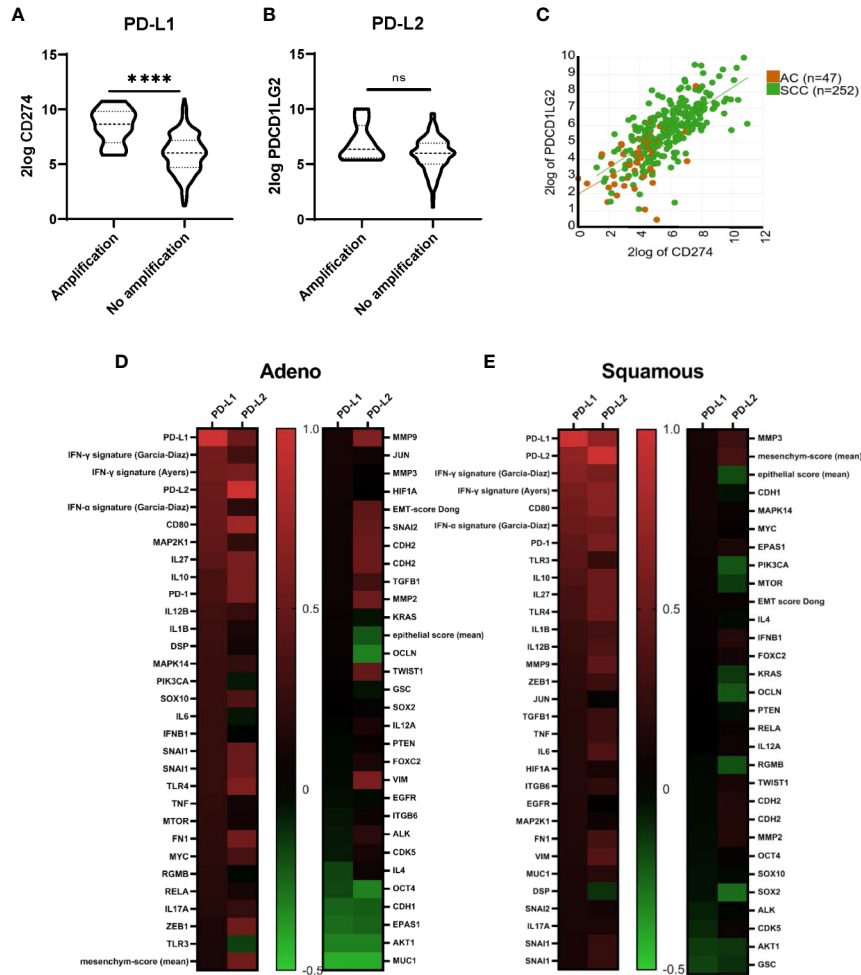 A
PD-L1
15
10
5
0
2log CD274
****
Amplification
No amplification
B
PD-L2
15
10
5
0
2log PDCD1LG2
ns
Amplification
No amplification
C
10
9
8
7
6
5
4
3
2
1
0
2log of PDCD1LG2
0 2 4 6 8 10 12
2log of CD274
AC (n=47)
SCC (n=252)
D
Adeno
PD-L1
PD-L2
PD-L1
IFN-γ signature (Garcia-Diaz)
IFN-γ signature (Ayers)
PD-L2
IFN-α signature (Garcia-Diaz)
CD80
MAP2K1
IL27
IL10
PD-1
IL12B
IL1B
DSP
MAPK14
PIK3CA
SOX10
IL6
IFNB1
SNAI1
SNAI1
TLR4
TNF
MTOR
FN1
MYC
RGMB
RELA
IL17A
ZEB1
TLR3
mesenchym-score (mean)
1.0
0.5
0
-0.5
PD-L1
PD-L2
MMP9
JUN
MMP3
HIF1A
EMT-score Dong
SNAI2
CDH2
CDH2
TGFB1
MMP2
KRAS
epithelial score (mean)
OCLN
TWIST1
GSC
SOX2
IL12A
PTEN
FOXC2
VIM
EGFR
ITGB6
ALK
CDK5
IL4
OCT4
CDH1
EPAS1
AKT1
MUC1
E
Squamous
PD-L1
PD-L2
PD-L1
PD-L2
IFN-γ signature (Garcia-Diaz)
IFN-γ signature (Ayers)
CD80
IFN-α signature (Garcia-Diaz)
PD-1
TLR3
IL10
IL27
TLR4
IL1B
IL12B
MMP9
ZEB1
JUN
TGFB1
TNF
IL6
HIF1A
ITGB6
EGFR
MAP2K1
FN1
VIM
MUC1
DSP
SNAI2
IL17A
SNAI1
SNAI1
1.0
0.5
0
-0.5
PD-L1
PD-L2
MMP3
mesenchym-score (mean)
epithelial score (mean)
CDH1
MAPK14
MYC
EPAS1
PIK3CA
MTOR
EMT score Dong
IL4
IFNB1
FOXC2
KRAS
OCLN
PTEN
RELA
IL12A
RGMB
TWIST1
CDH2
CDH2
MMP2
OCT4
SOX10
SOX2
ALK
CDK5
AKT1
GSC